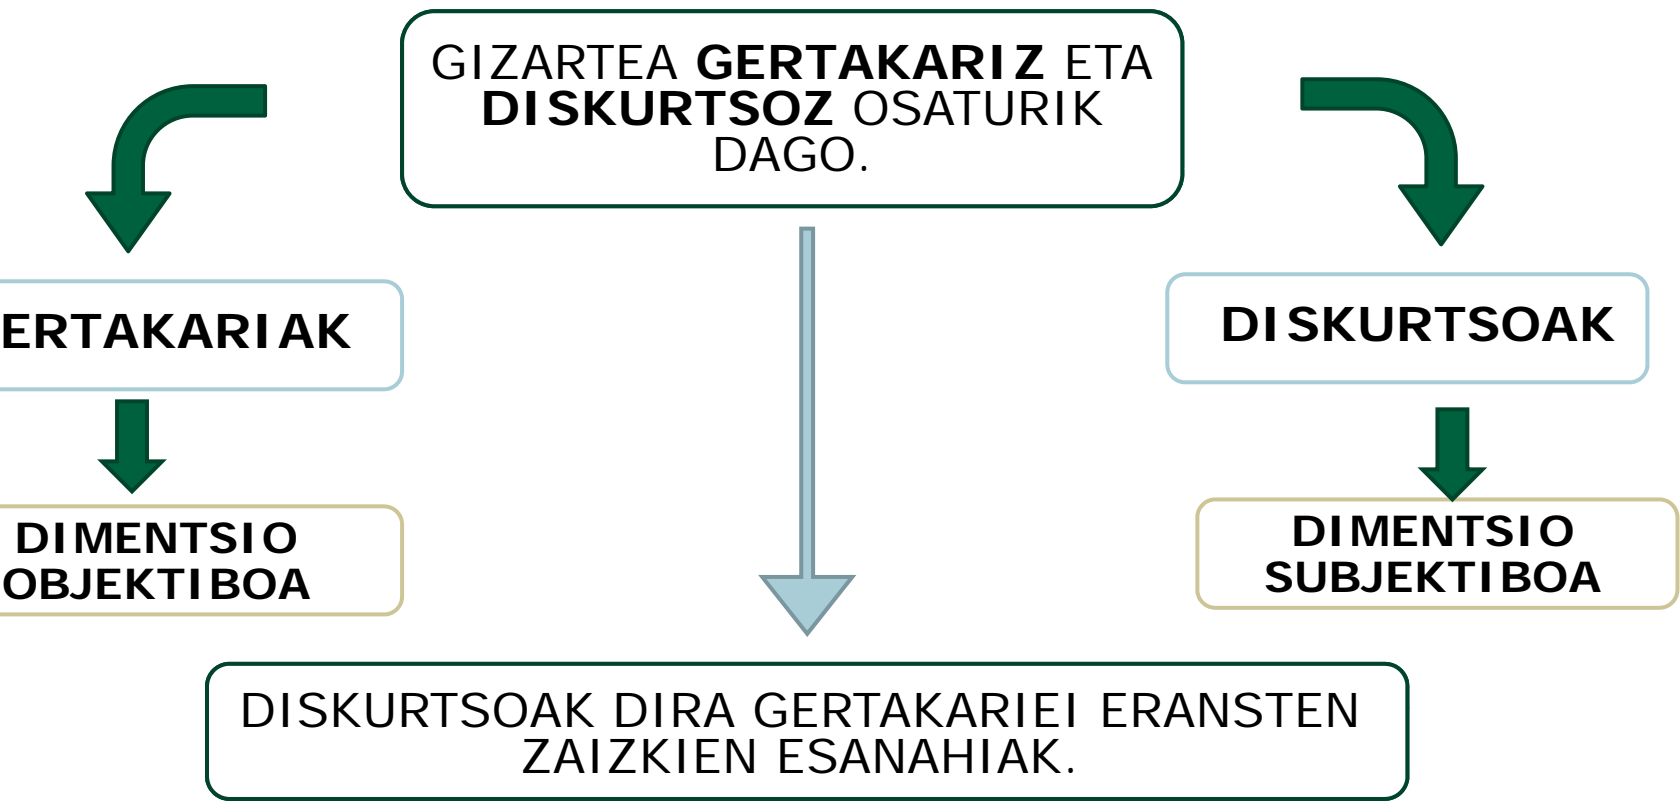 GIZARTEA GERTAKARIZ ETA
DISKURTSOZ OSATURIK
DAGO.
ERTAKARIAK
DISKURTSOAK
DIMENTSIO
OBJEKTIBOA
DIMENTSIO
SUBJEKTIBOA
DISKURTSOAK DIRA GERTAKARIEI ERANSTEN
ZAIZKIEN ESANAHIAK.